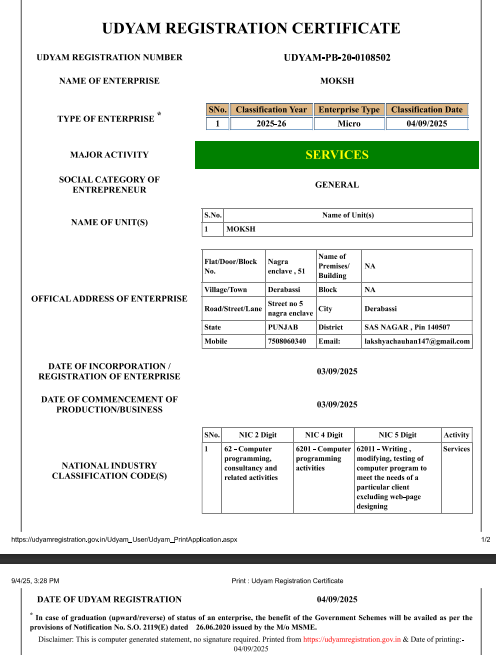 UDYAM REGISTRATION CERTIFICATE
UDYAM REGISTRATION NUMBER UDYAM-PB-20-0108502
NAME OF ENTERPRISE MOKSH
TYPE OF ENTERPRISE *
SNo. Classification Year Enterprise Type Classification Date
1 2025-26 Micro 04/09/2025
MAJOR ACTIVITY SERVICES
SOCIAL CATEGORY OF
ENTREPRENEUR
GENERAL
NAME OF UNIT(S)
S.No. Name of Unit(s)
1 MOKSH
OFFICAL ADDRESS OF ENTERPRISE
Flat/Door/Block
No.
Nagra
enclave , 51
Name of
Premises/
Building
NA
Village/Town Derabassi Block NA
Road/Street/Lane
Street no 5
nagra enclave
City Derabassi
State PUNJAB District SAS NAGAR , Pin 140507
Mobile 7508060340 Email: lakshyachauhan147@gmail.com
DATE OF INCORPORATION /
REGISTRATION OF ENTERPRISE
03/09/2025
DATE OF COMMENCEMENT OF
PRODUCTION/BUSINESS
03/09/2025
NATIONAL INDUSTRY
CLASSIFICATION CODE(S)
SNo. NIC 2 Digit NIC 4 Digit NIC 5 Digit Activity
1
62 - Computer
programming,
consultancy and
related activities
6201 - Computer
programming
activities
62011 - Writing ,
modifying, testing of
computer program to
meet the needs of a
particular client
excluding web-page
designing
Services
https://udyamregistration.gov.in/Udyam_User/Udyam_PrintApplication.aspx 1/2
9/4/25, 3:28 PM Print : Udyam Registration Certificate
DATE OF UDYAM REGISTRATION 04/09/2025
* In case of graduation (upward/reverse) of status of an enterprise, the benefit of the Government Schemes will be availed as per the
provisions of Notification No. S.O. 2119(E) dated 26.06.2020 issued by the M/o MSME.
Disclaimer: This is computer generated statement, no signature required. Printed from https://udyamregistration.gov.in & Date of printing:-
04/09/2025